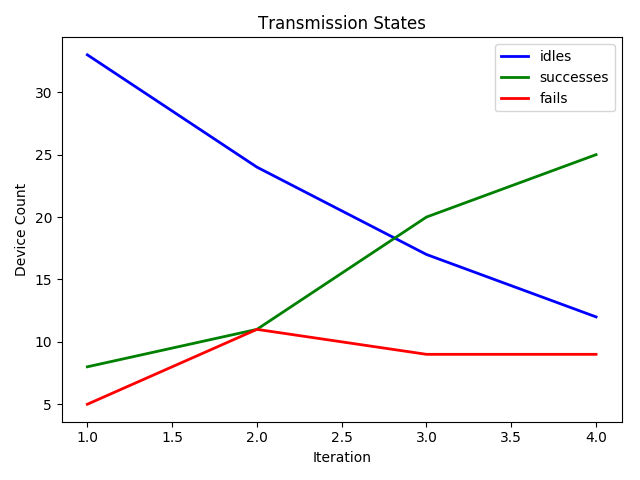 Transmission States
idles
successes
fails
Device Count
30
25
20
15
10
5
1.0 1.5 2.0 2.5 3.0 3.5 4.0
Iteration